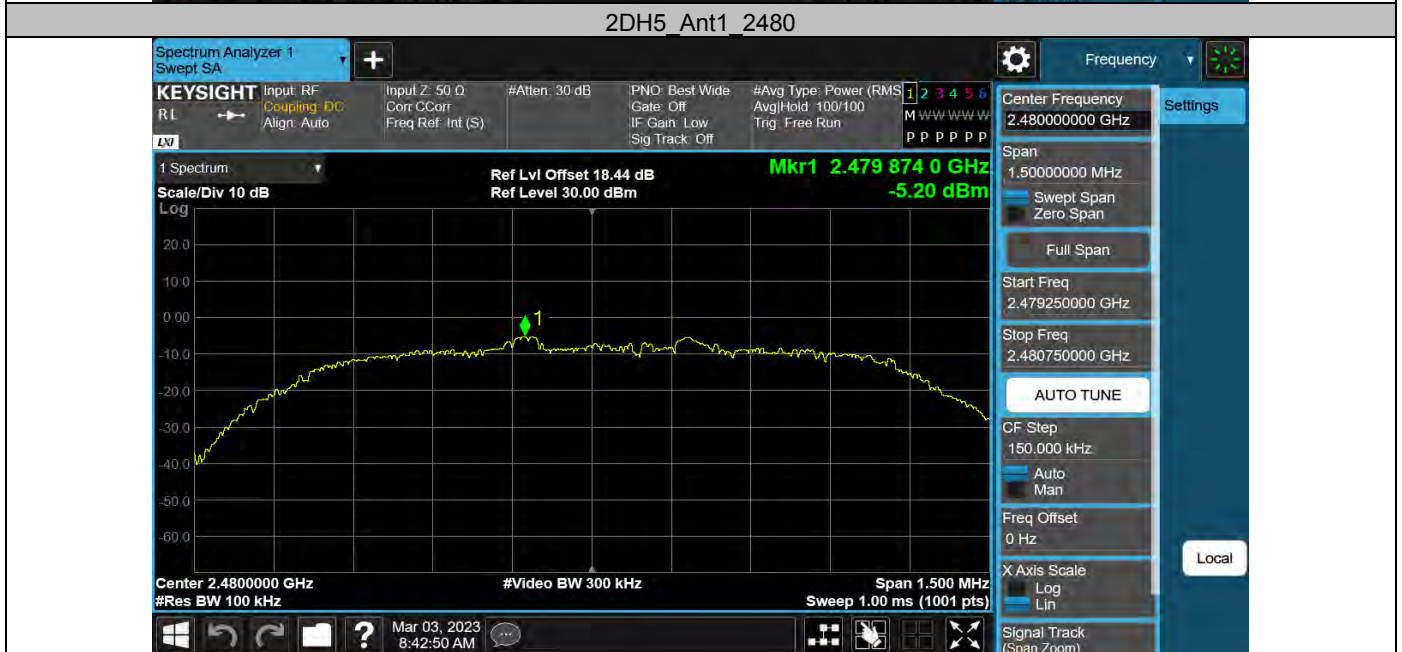 2DH5_Ant1_2480
Spectrum Analyzer 1
Swept SA
Frequency
KEYSIGHT
RL
LXI
Input: RF
Coupling: DC
Align: Auto
Input Z: 50 Ω
Corr CCorr
Freq Ref: Int (S)
#Atten: 30 dB
PNO: Best Wide
Gate: Off
IF Gain: Low
Sig Track: Off
#Avg Type: Power (RMS
Avg|Hold: 100/100
Trig: Free Run
1 2 3 4 5 6
M W W W W W
P P P P P P
1 Spectrum
Scale/Div 10 dB
Log
Ref Lvl Offset 18.44 dB
Ref Level 30.00 dBm
Mkr1 2.479 874 0 GHz
-5.20 dBm
20.0
10.0
0.00
-10.0
-20.0
-30.0
-40.0
-50.0
-60.0
1
Center 2.4800000 GHz
#Res BW 100 kHz
#Video BW 300 kHz
Span 1.500 MHz
Sweep 1.00 ms (1001 pts)
Mar 03, 2023
8:42:50 AM
?
Center Frequency
2.480000000 GHz
Settings
Span
1.50000000 MHz
Swept Span
Zero Span
Full Span
Start Freq
2.479250000 GHz
Stop Freq
2.480750000 GHz
AUTO TUNE
CF Step
150.000 kHz
Auto
Man
Freq Offset
0 Hz
X Axis Scale
Log
Lin
Local
Signal Track
(Span Zoom)